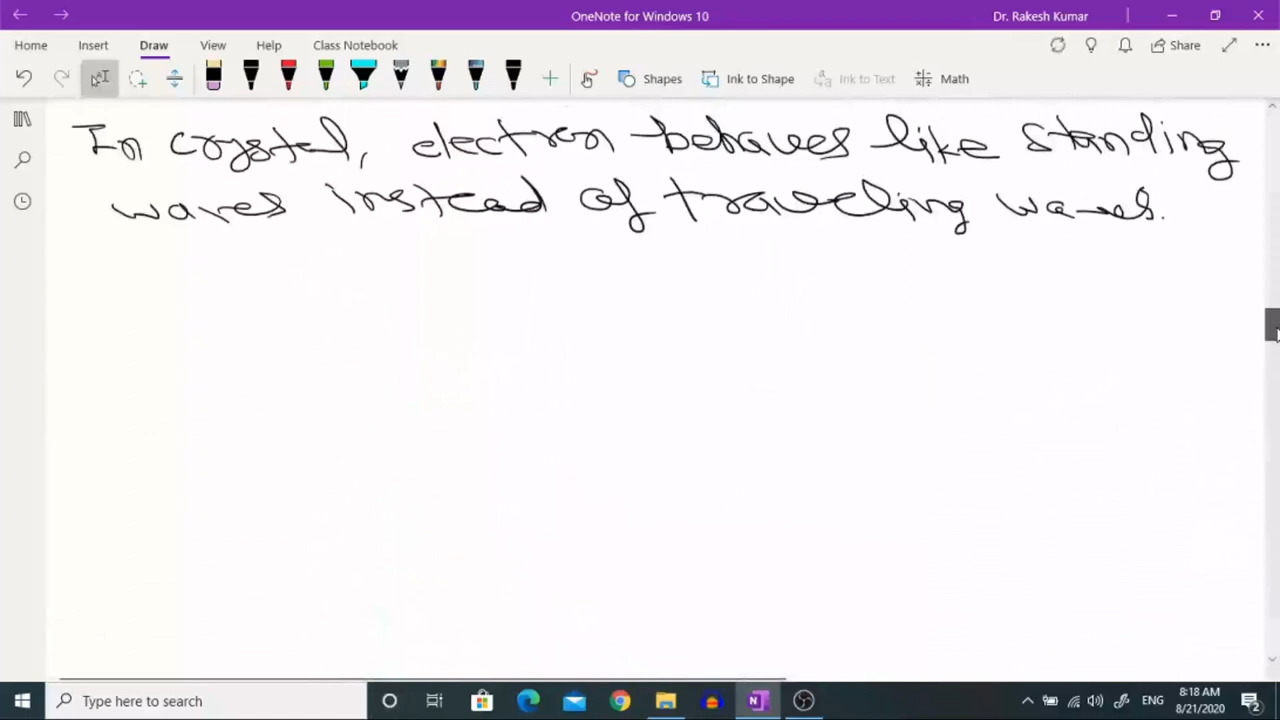 OneNote for Windows 10
Dr. Rakesh Kumar
Home Insert Draw View Help Class Notebook
Share
Shapes Ink to Shape Ink to Text Math
In crystal, electron behaves like standing
waves instead of traveling waves.
Type here to search
ENG
8:18 AM
8/21/2020
2